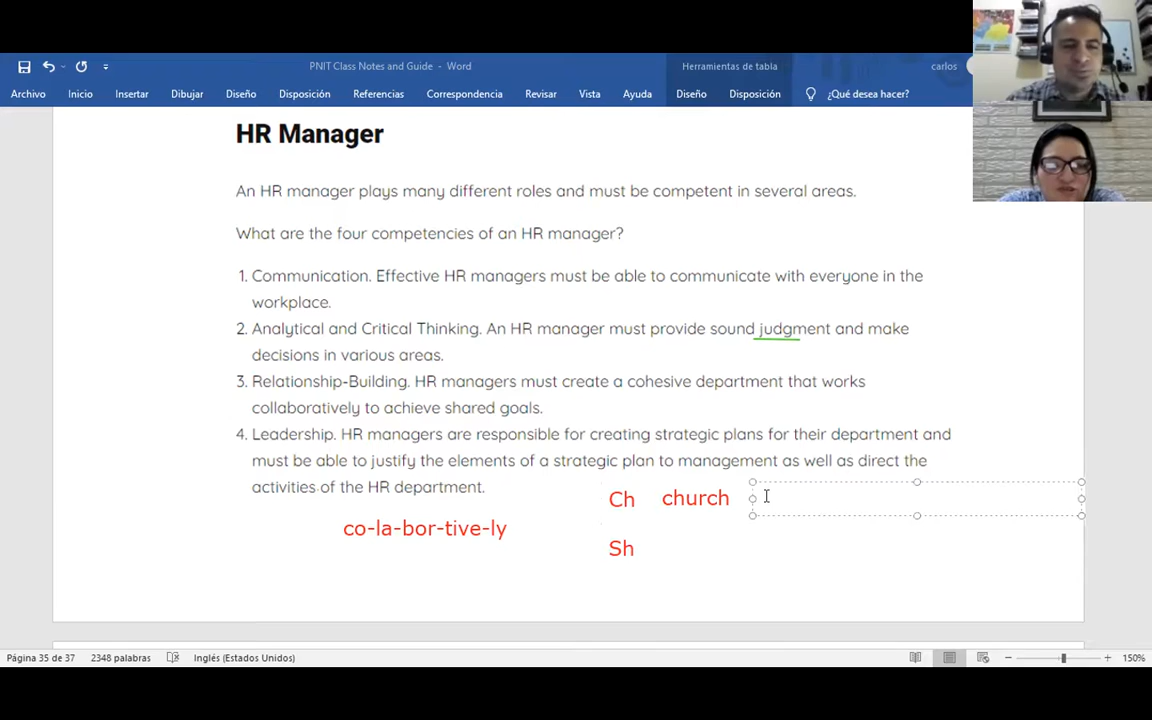 PNIT Class Notes and Guide - Word
Herramientas de tabla
carlos
Archivo
Inicio
Insertar
Dibujar
Diseño
Disposición
Referencias
Correspondencia
Revisar
Vista
Ayuda
Diseño
Disposición
¿Qué desea hacer?
HR Manager
An HR manager plays many different roles and must be competent in several areas.
What are the four competencies of an HR manager?
1. Communication. Effective HR managers must be able to communicate with everyone in the
workplace.
2. Analytical and Critical Thinking. An HR manager must provide sound judgment and make
decisions in various areas.
3. Relationship-Building. HR managers must create a cohesive department that works
collaboratively to achieve shared goals.
4. Leadership. HR managers are responsible for creating strategic plans for their department and
must be able to justify the elements of a strategic plan to management as well as direct the
activities of the HR department.
Ch church
co-la-bor-tive-ly
Sh
Página 35 de 37
2348 palabras
Inglés (Estados Unidos)
150%